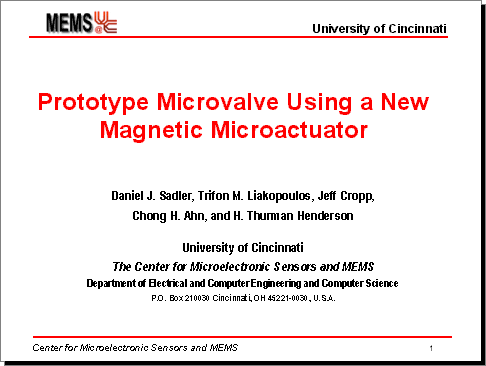 MEMS UC @
University of Cincinnati
Prototype Microvalve Using a New
Magnetic Microactuator
Daniel J. Sadler, Trifon M. Liakopoulos, Jeff Cropp,
Chong H. Ahn, and H. Thurman Henderson
University of Cincinnati
The Center for Microelectronic Sensors and MEMS
Department of Electrical and Computer Engineering and Computer Science
P.O. Box 210030 Cincinnati, OH 45221-0030, U.S.A.
Center for Microelectronic Sensors and MEMS
1